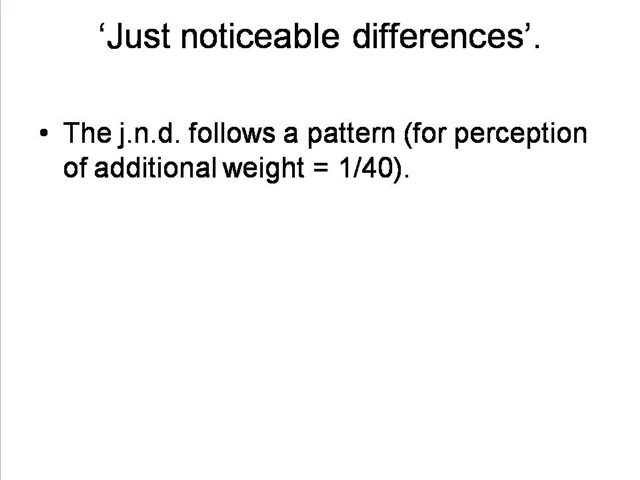 ‘Just noticeable differences’.
• The j.n.d. follows a pattern (for perception
of additional weight = 1/40).